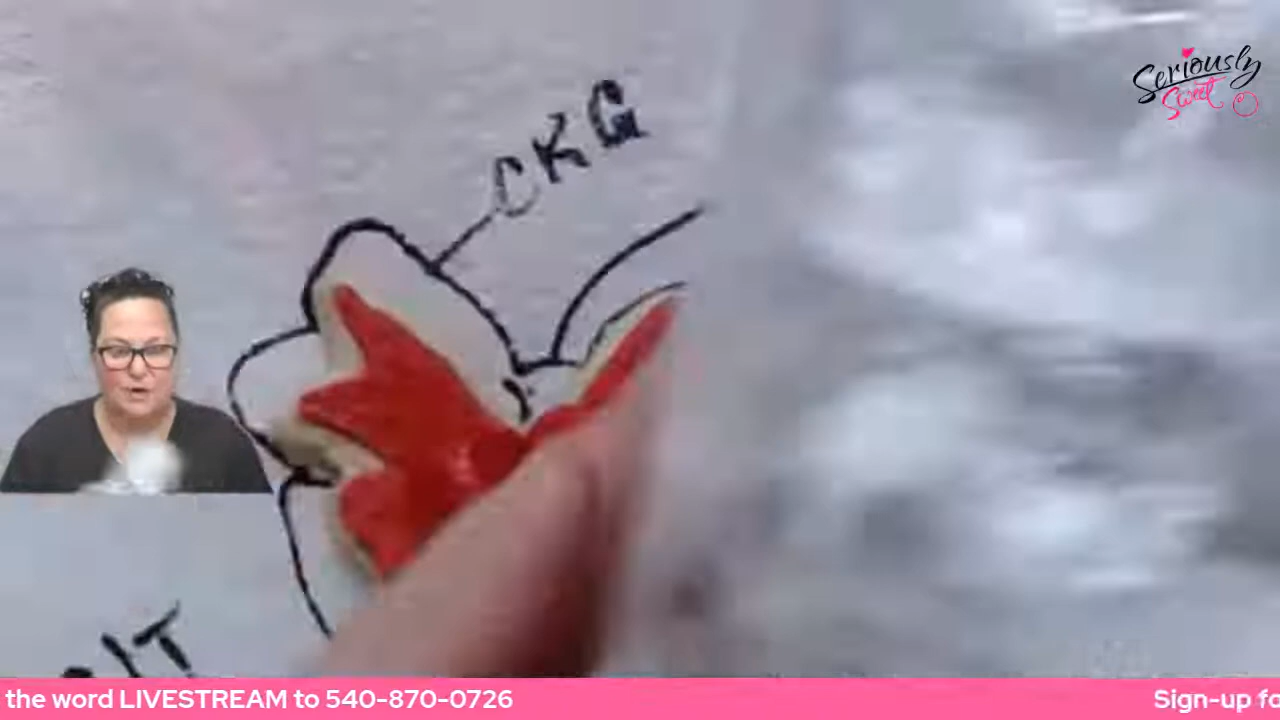 Seriously
Sweet
CKG
the word LIVESTREAM to 540-870-0726
Sign-up fo